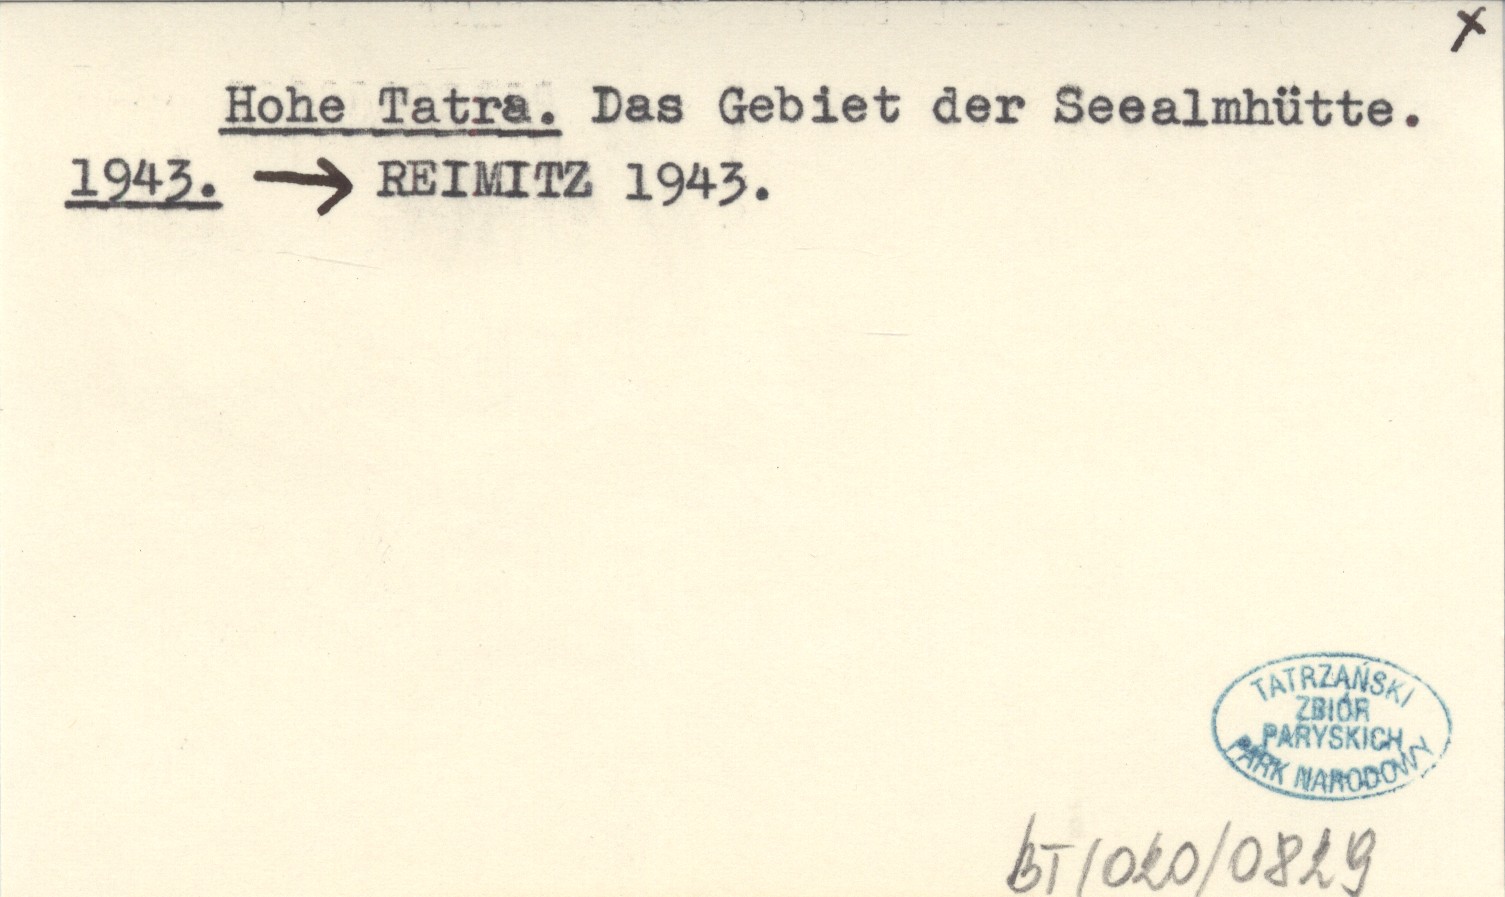 x
Hohe Tatra. Das Gebiet der Seealmhütte.
1943. → REIMITZ 1943.
TATRZAŃSKI
ZBIÓR
PARYSKICH
PARK NARODOWY
BT/020/0829